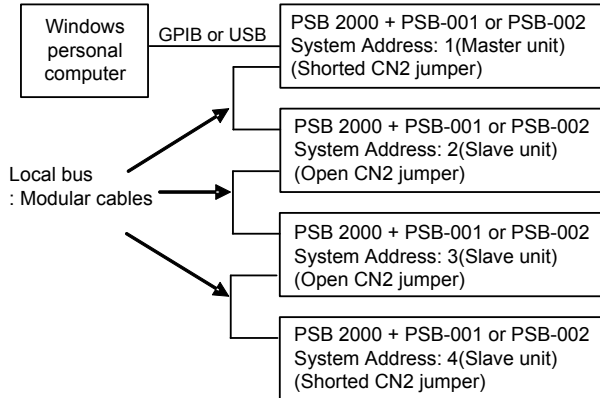 Windows
personal
computer
GPIB or USB
PSB 2000 + PSB-001 or PSB-002
System Address: 1(Master unit)
(Shorted CN2 jumper)
PSB 2000 + PSB-001 or PSB-002
System Address: 2(Slave unit)
(Open CN2 jumper)
Local bus
: Modular cables
PSB 2000 + PSB-001 or PSB-002
System Address: 3(Slave unit)
(Open CN2 jumper)
PSB 2000 + PSB-001 or PSB-002
System Address: 4(Slave unit)
(Shorted CN2 jumper)